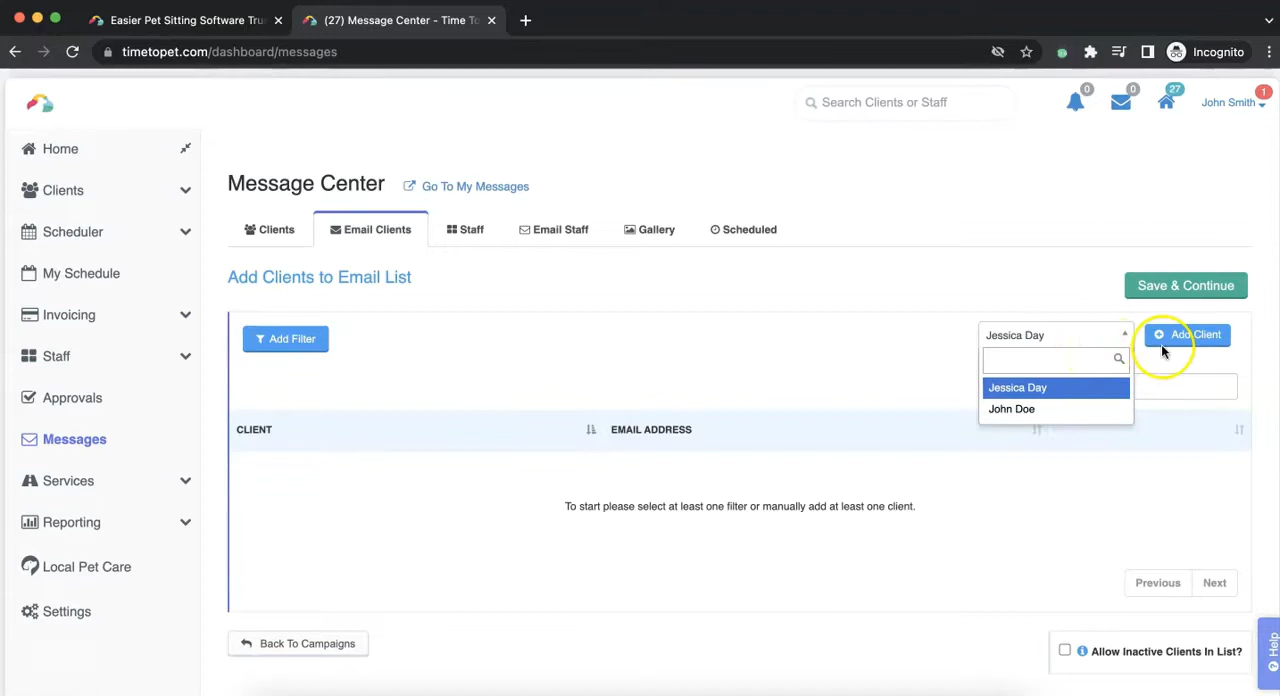 Easier Pet Sitting Software Tru
(27) Message Center - Time To
timetopet.com/dashboard/messages
Incognito
Search Clients or Staff
0
0
27
John Smith
1
Home
Clients
Scheduler
My Schedule
Invoicing
Staff
Approvals
Messages
Services
Reporting
Local Pet Care
Settings
Message Center
Go To My Messages
Clients
Email Clients
Staff
Email Staff
Gallery
Scheduled
Add Clients to Email List
Save & Continue
Add Filter
Jessica Day
Add Client
Jessica Day
John Doe
CLIENT
EMAIL ADDRESS
To start please select at least one filter or manually add at least one client.
Previous
Next
Back To Campaigns
Allow Inactive Clients In List?
Help